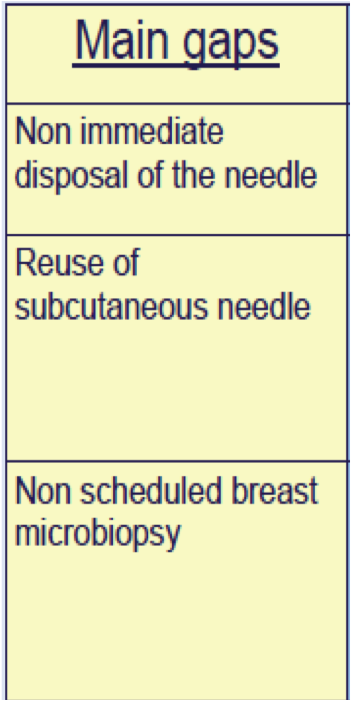 Main gaps
Non immediate
disposal of the needle
Reuse of
subcutaneous needle
Non scheduled breast
microbiopsy